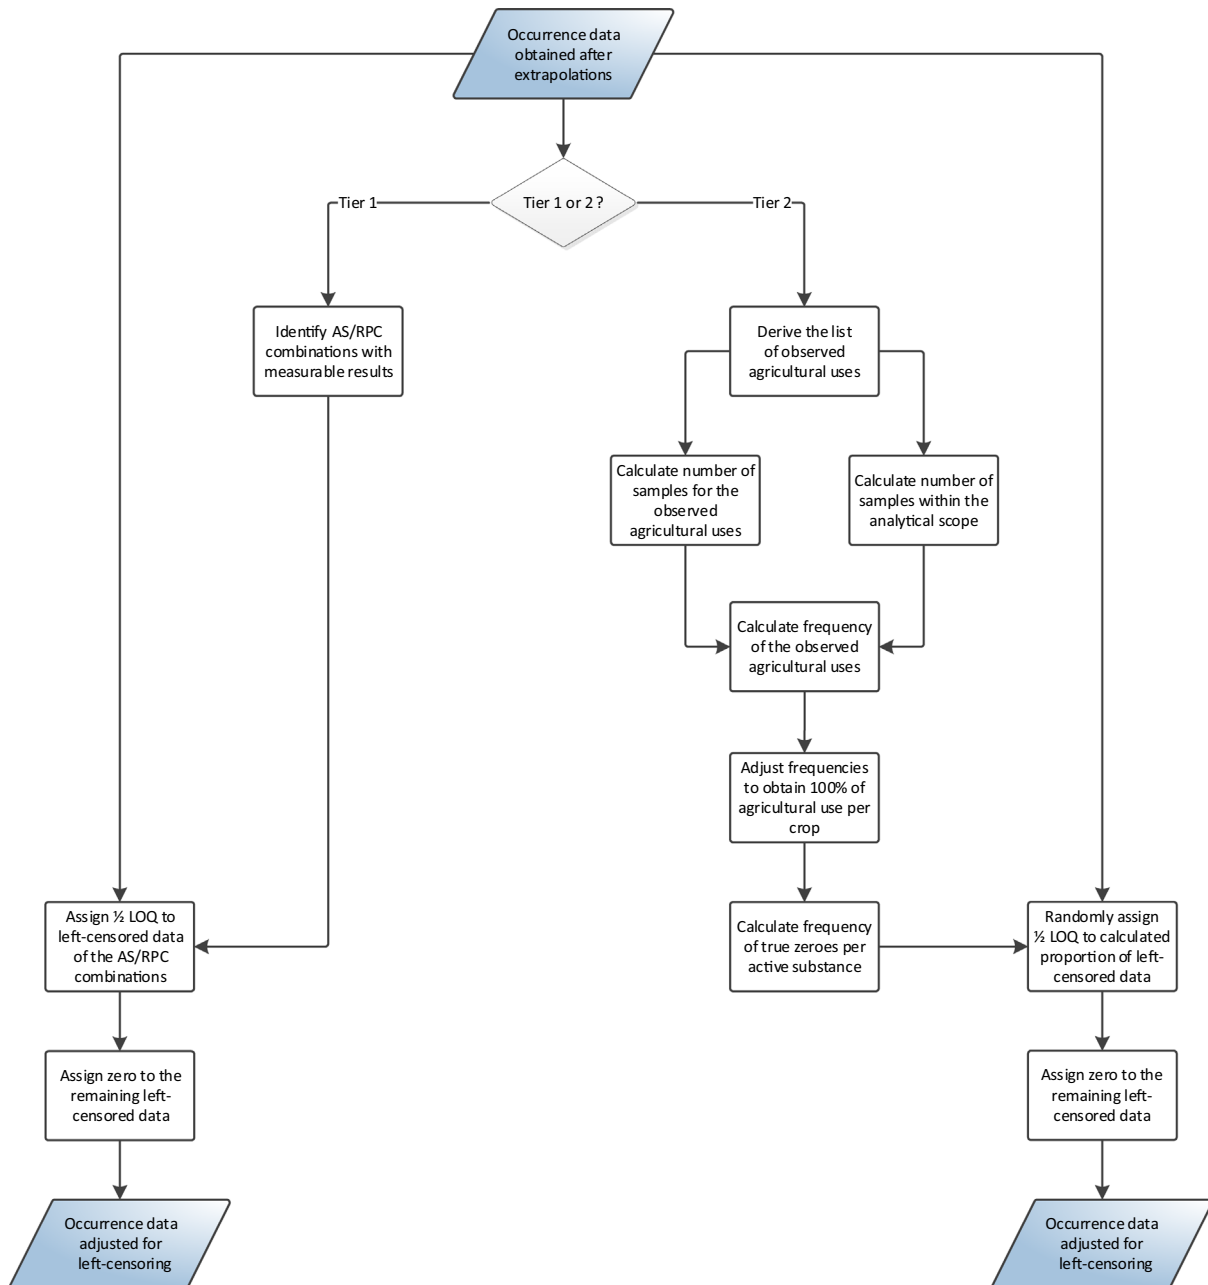 Occurrence data
obtained after
extrapolations
Tier 1 or 2 ?
Tier 1
Tier 2
Identify AS/RPC
combinations with
measurable results
Derive the list
of observed
agricultural uses
Calculate number of
samples for the
observed
agricultural uses
Calculate number of
samples within the
analytical scope
Calculate frequency
of the observed
agricultural uses
Adjust frequencies
to obtain 100% of
agricultural use per
crop
Assign ½ LOQ to
left-censored data
of the AS/RPC
combinations
Calculate frequency
of true zeroes per
active substance
Randomly assign
½ LOQ to calculated
proportion of left-
censored data
Assign zero to the
remaining left-
censored data
Assign zero to the
remaining left-
censored data
Occurrence data
adjusted for
left-censoring
Occurrence data
adjusted for
left-censoring